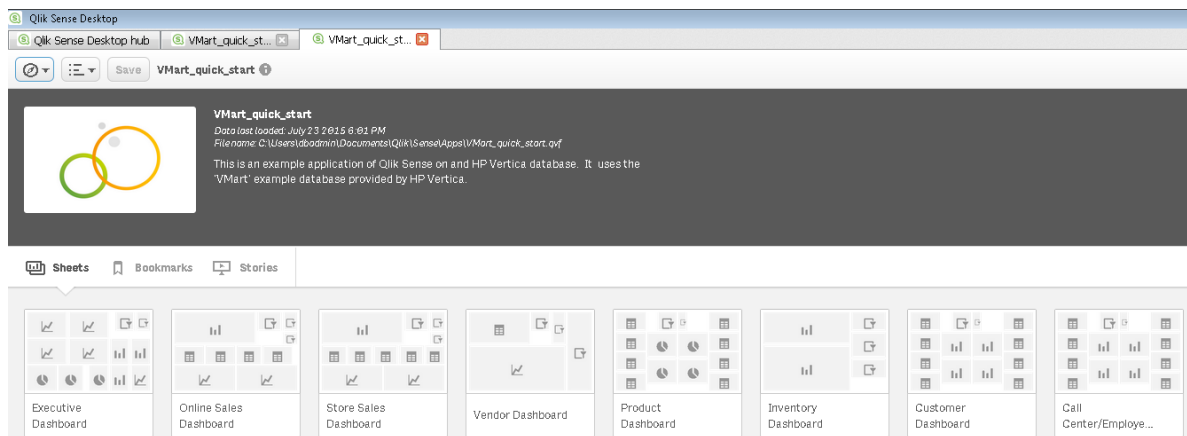 Qlik Sense Desktop
Qlik Sense Desktop hub
VMart_quick_st...
VMart_quick_st...
Save
VMart_quick_start
VMart_quick_start
Data last loaded: July 23 2015 6:01 PM
Filename: C:\Users\dbadmin\Documents\Qlik\Sense\Apps\VMart_quick_start.qvf
This is an example application of Qlik Sense on and HP Vertica database. It uses the
'VMart' example database provided by HP Vertica.
Sheets
Bookmarks
Stories
Executive
Dashboard
Online Sales
Dashboard
Store Sales
Dashboard
Vendor Dashboard
Product
Dashboard
Inventory
Dashboard
Customer
Dashboard
Call
Center/Employe...